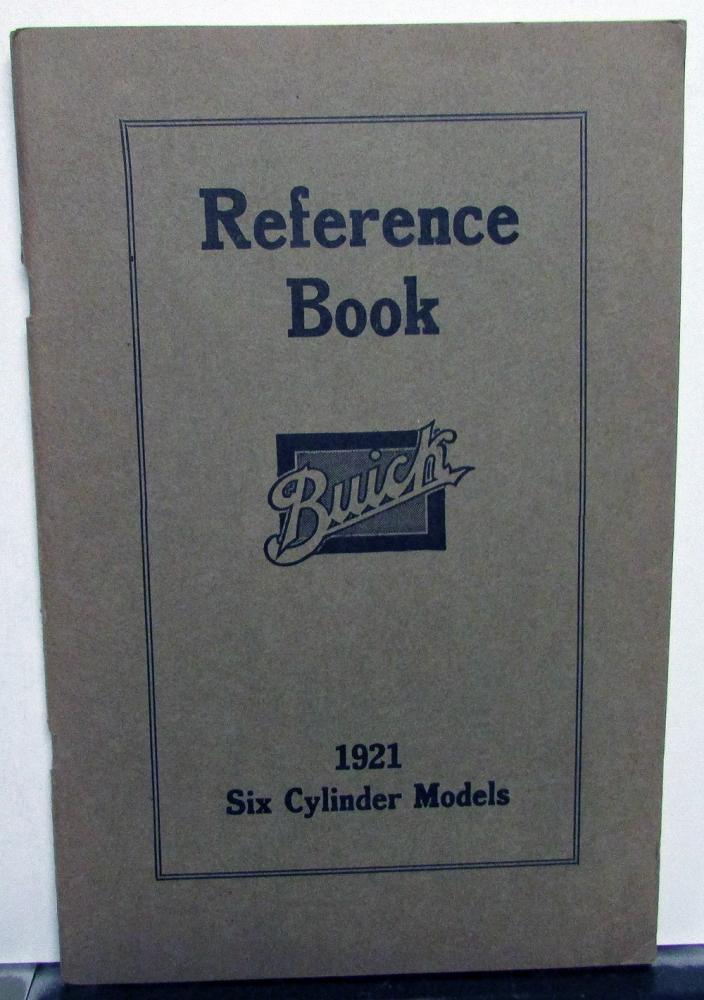 Reference
Book
Buick
1921
Six Cylinder Models